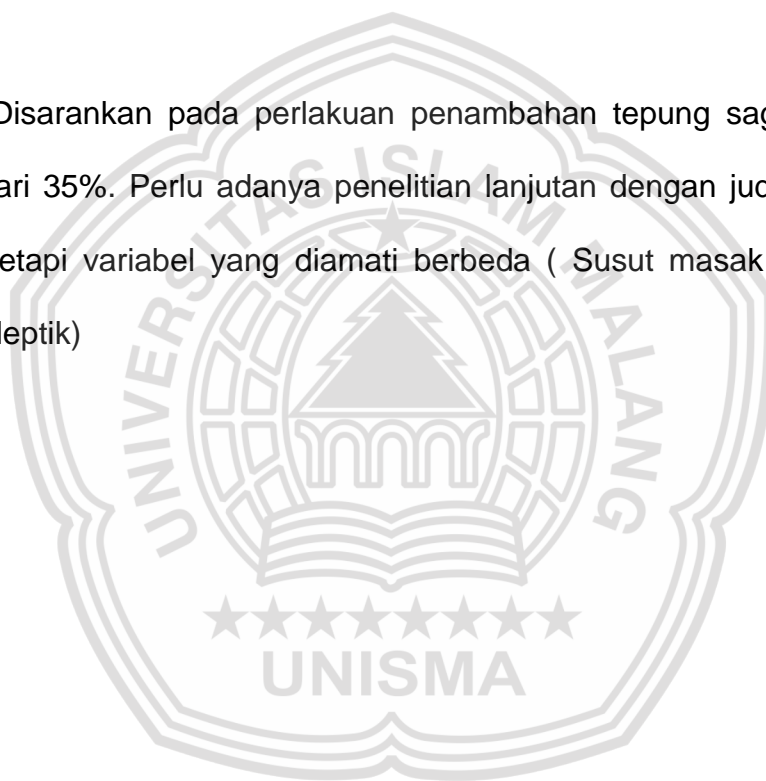 Disarankan pada perlakuan penambahan tepung sag
ari 35%. Perlu adanya penelitian lanjutan dengan jud
etapi variabel yang diamati berbeda ( Susut masak
leptik)
UNIVERSITAS ISLAM MALANG
UNISMA